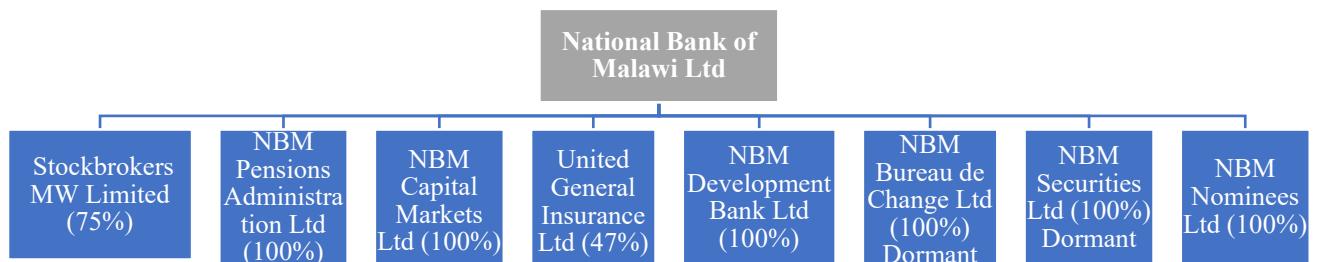 National Bank of
Malawi Ltd
Stockbrokers
MW Limited
(75%)
NBM
Pensions
Administra
tion Ltd
(100%)
NBM
Capital
Markets
Ltd (100%)
United
General
Insurance
Ltd (47%)
NBM
Development
Bank Ltd
(100%)
NBM
Bureau de
Change Ltd
(100%)
Dormant
NBM
Securities
Ltd (100%)
Dormant
NBM
Nominees
Ltd (100%)